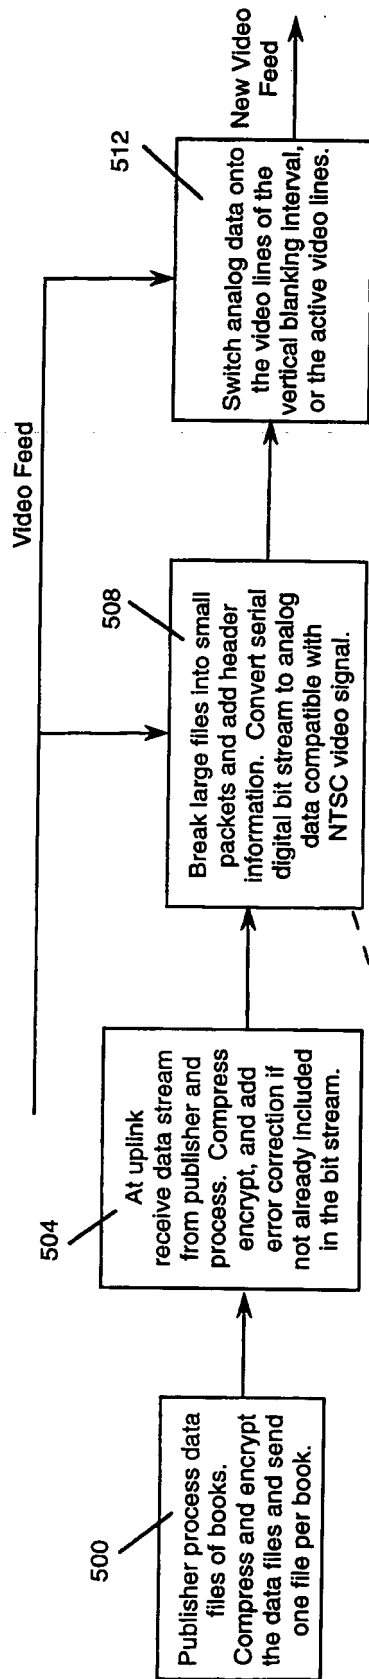 500
Publisher process data
files of books.
Compress and encrypt
the data files and send
one file per book.
504
At uplink
receive data stream
from publisher and
process. Compress
encrypt, and add
error correction if
not already included
in the bit stream.
Video Feed
508
Break large files into small
packets and add header
information. Convert serial
digital bit stream to analog
data compatible with
NTSC video signal.
512
Switch analog data onto
the video lines of the
vertical blanking interval,
or the active video lines.
New Video
Feed